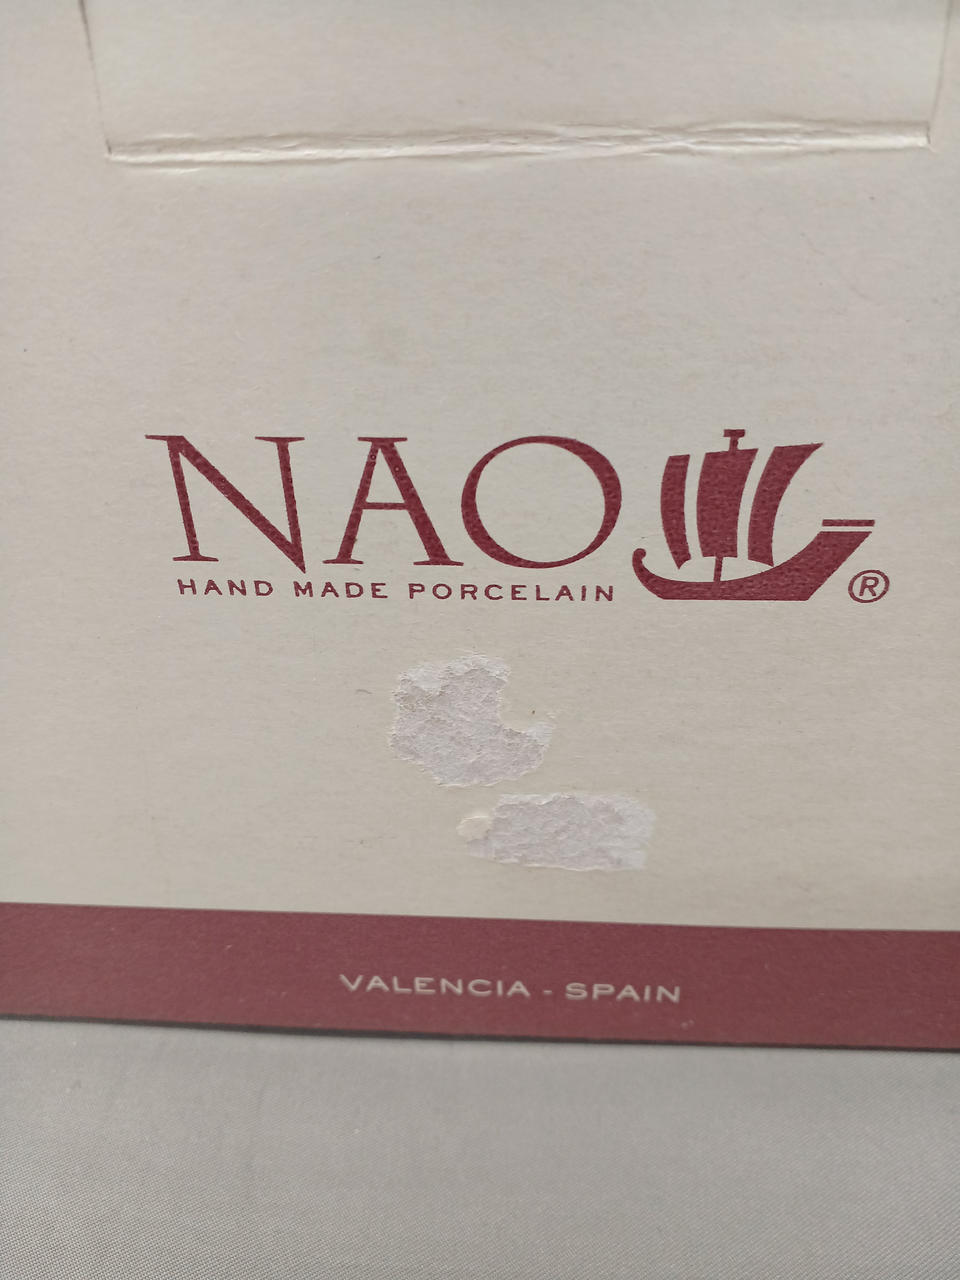 NAO
HAND MADE PORCELAIN ®
VALENCIA - SPAIN